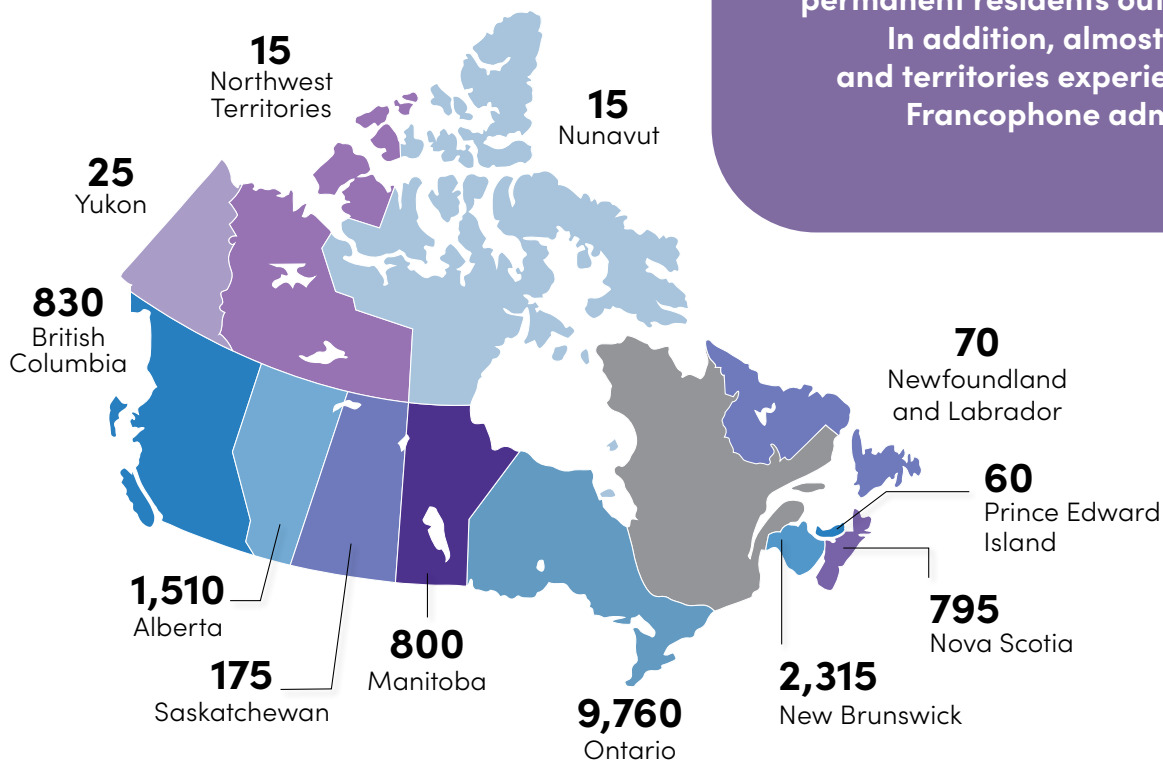 permanent residents
In addition, almost
and territories
Francophone
15
Northwest
Territories
15
Nunavut
25
Yukon
830
British
Columbia
70
Newfoundland
and Labrador
60
Prince Edward
Island
1,510
Alberta
795
Nova Scotia
800
Manitoba
175
Saskatchewan
2,315
New Brunswick
9,760
Ontario